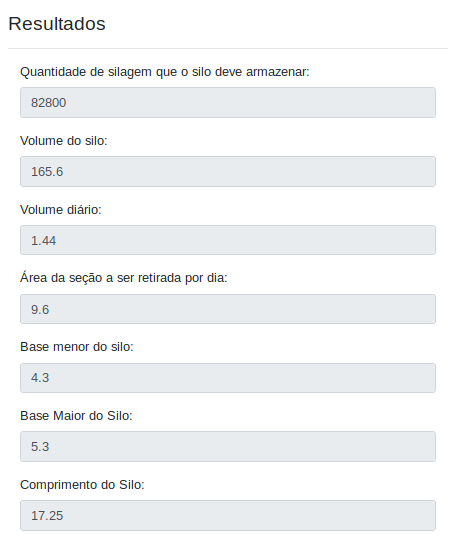 Resultados
Quantidade de silagem que o silo deve armazenar:
82800
Volume do silo:
165.6
Volume diário:
1.44
Área da seção a ser retirada por dia:
9.6
Base menor do silo:
4.3
Base Maior do Silo:
5.3
Comprimento do Silo:
17.25